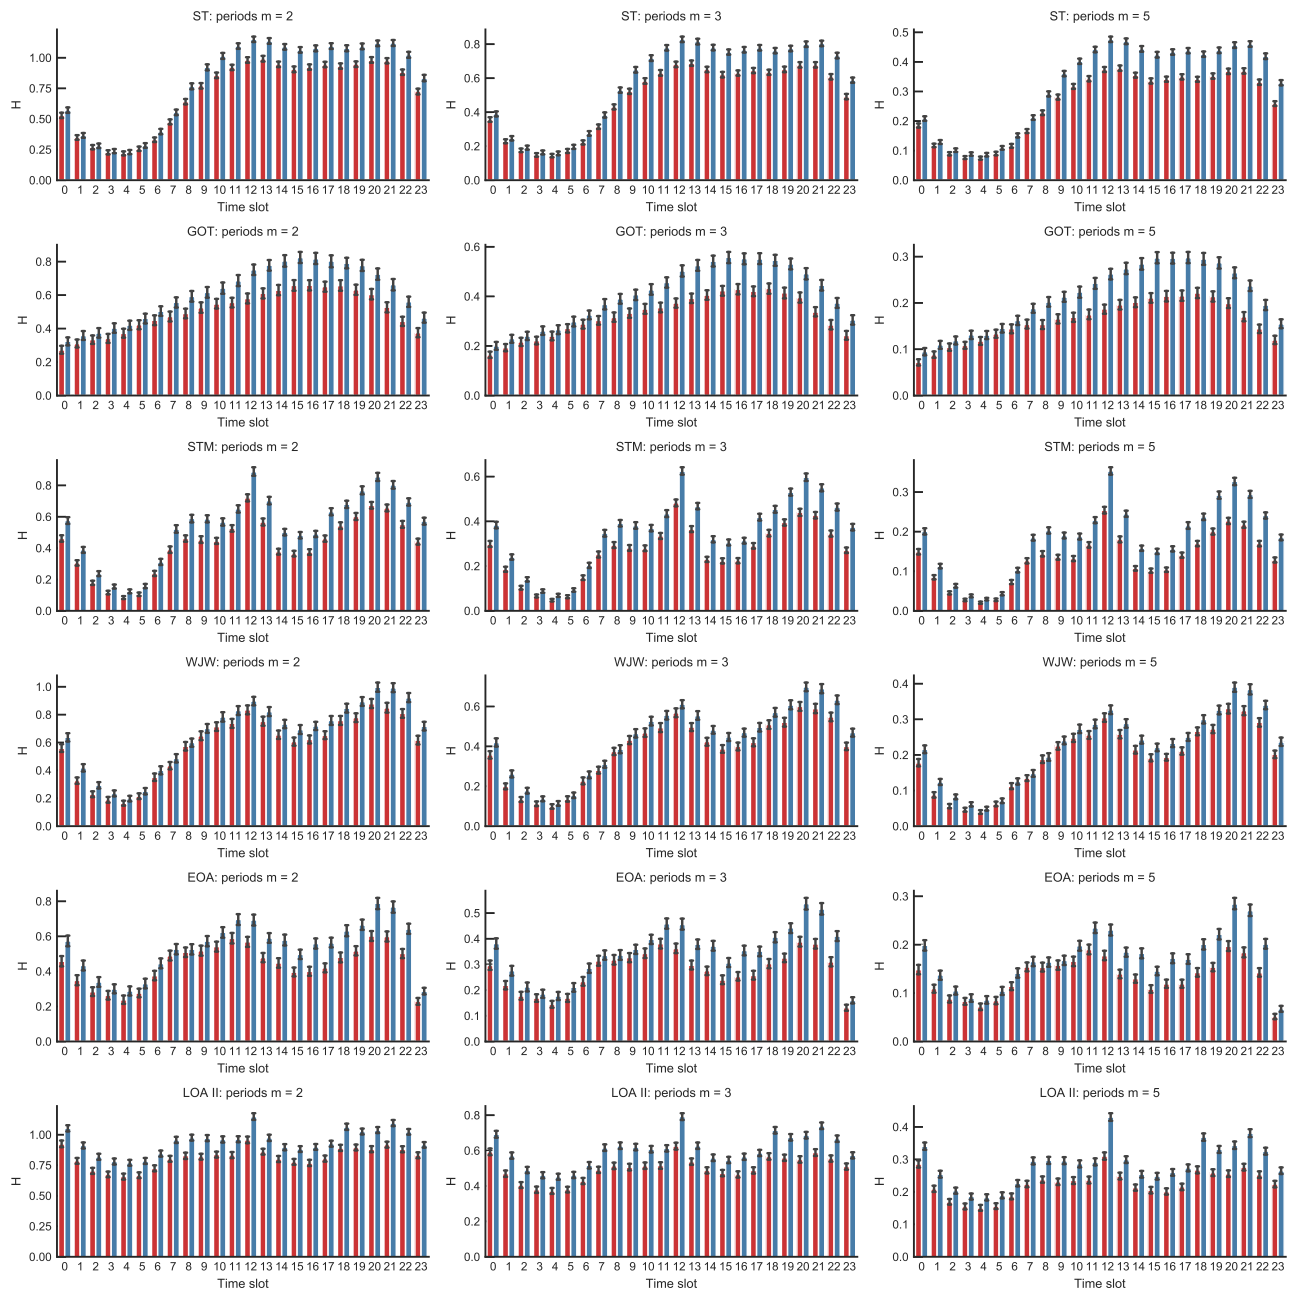 ST: periods m = 2
H
1.00
0.75
0.50
0.25
0.00
0 1 2 3 4 5 6 7 8 9 10 11 12 13 14 15 16 17 18 19 20 21 22 23
Time slot
ST: periods m = 3
H
0.8
0.6
0.4
0.2
0.0
0 1 2 3 4 5 6 7 8 9 10 11 12 13 14 15 16 17 18 19 20 21 22 23
Time slot
ST: periods m = 5
H
0.5
0.4
0.3
0.2
0.1
0.0
0 1 2 3 4 5 6 7 8 9 10 11 12 13 14 15 16 17 18 19 20 21 22 23
Time slot
GOT: periods m = 2
H
0.8
0.6
0.4
0.2
0.0
0 1 2 3 4 5 6 7 8 9 10 11 12 13 14 15 16 17 18 19 20 21 22 23
Time slot
GOT: periods m = 3
H
0.6
0.4
0.2
0.0
0 1 2 3 4 5 6 7 8 9 10 11 12 13 14 15 16 17 18 19 20 21 22 23
Time slot
GOT: periods m = 5
H
0.3
0.2
0.1
0.0
0 1 2 3 4 5 6 7 8 9 10 11 12 13 14 15 16 17 18 19 20 21 22 23
Time slot
STM: periods m = 2
H
0.8
0.6
0.4
0.2
0.0
0 1 2 3 4 5 6 7 8 9 10 11 12 13 14 15 16 17 18 19 20 21 22 23
Time slot
STM: periods m = 3
H
0.6
0.4
0.2
0.0
0 1 2 3 4 5 6 7 8 9 10 11 12 13 14 15 16 17 18 19 20 21 22 23
Time slot
STM: periods m = 5
H
0.3
0.2
0.1
0.0
0 1 2 3 4 5 6 7 8 9 10 11 12 13 14 15 16 17 18 19 20 21 22 23
Time slot
WJW: periods m = 2
H
1.0
0.8
0.6
0.4
0.2
0.0
0 1 2 3 4 5 6 7 8 9 10 11 12 13 14 15 16 17 18 19 20 21 22 23
Time slot
WJW: periods m = 3
H
0.6
0.4
0.2
0.0
0 1 2 3 4 5 6 7 8 9 10 11 12 13 14 15 16 17 18 19 20 21 22 23
Time slot
WJW: periods m = 5
H
0.4
0.3
0.2
0.1
0.0
0 1 2 3 4 5 6 7 8 9 10 11 12 13 14 15 16 17 18 19 20 21 22 23
Time slot
EOA: periods m = 2
H
0.8
0.6
0.4
0.2
0.0
0 1 2 3 4 5 6 7 8 9 10 11 12 13 14 15 16 17 18 19 20 21 22 23
Time slot
EOA: periods m = 3
H
0.5
0.4
0.3
0.2
0.1
0.0
0 1 2 3 4 5 6 7 8 9 10 11 12 13 14 15 16 17 18 19 20 21 22 23
Time slot
EOA: periods m = 5
H
0.3
0.2
0.1
0.0
0 1 2 3 4 5 6 7 8 9 10 11 12 13 14 15 16 17 18 19 20 21 22 23
Time slot
LOA II: periods m = 2
H
1.00
0.75
0.50
0.25
0.00
0 1 2 3 4 5 6 7 8 9 10 11 12 13 14 15 16 17 18 19 20 21 22 23
Time slot
LOA II: periods m = 3
H
0.8
0.6
0.4
0.2
0.0
0 1 2 3 4 5 6 7 8 9 10 11 12 13 14 15 16 17 18 19 20 21 22 23
Time slot
LOA II: periods m = 5
H
0.4
0.3
0.2
0.1
0.0
0 1 2 3 4 5 6 7 8 9 10 11 12 13 14 15 16 17 18 19 20 21 22 23
Time slot